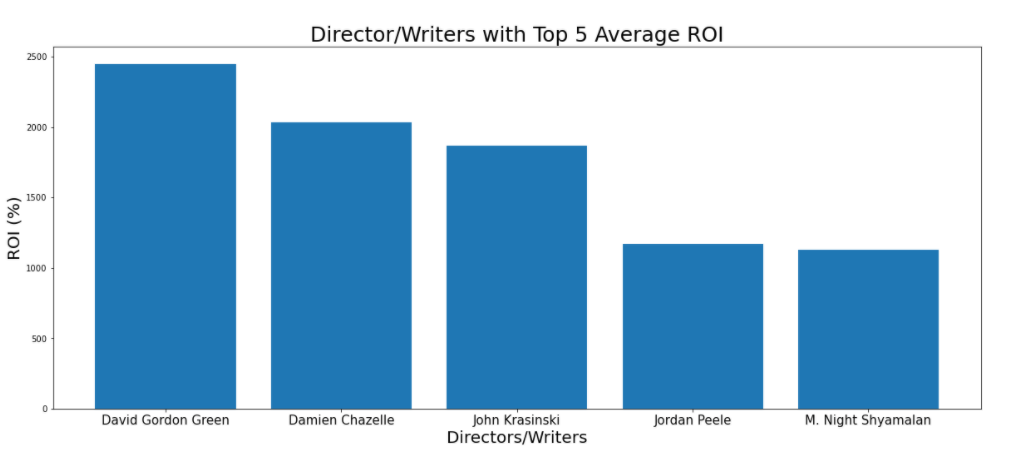 Director/Writers with Top 5 Average ROI
ROI (%)
2500
2000
1500
1000
500
0
David Gordon Green
Damien Chazelle
John Krasinski
Jordan Peele
M. Night Shyamalan
Directors/Writers